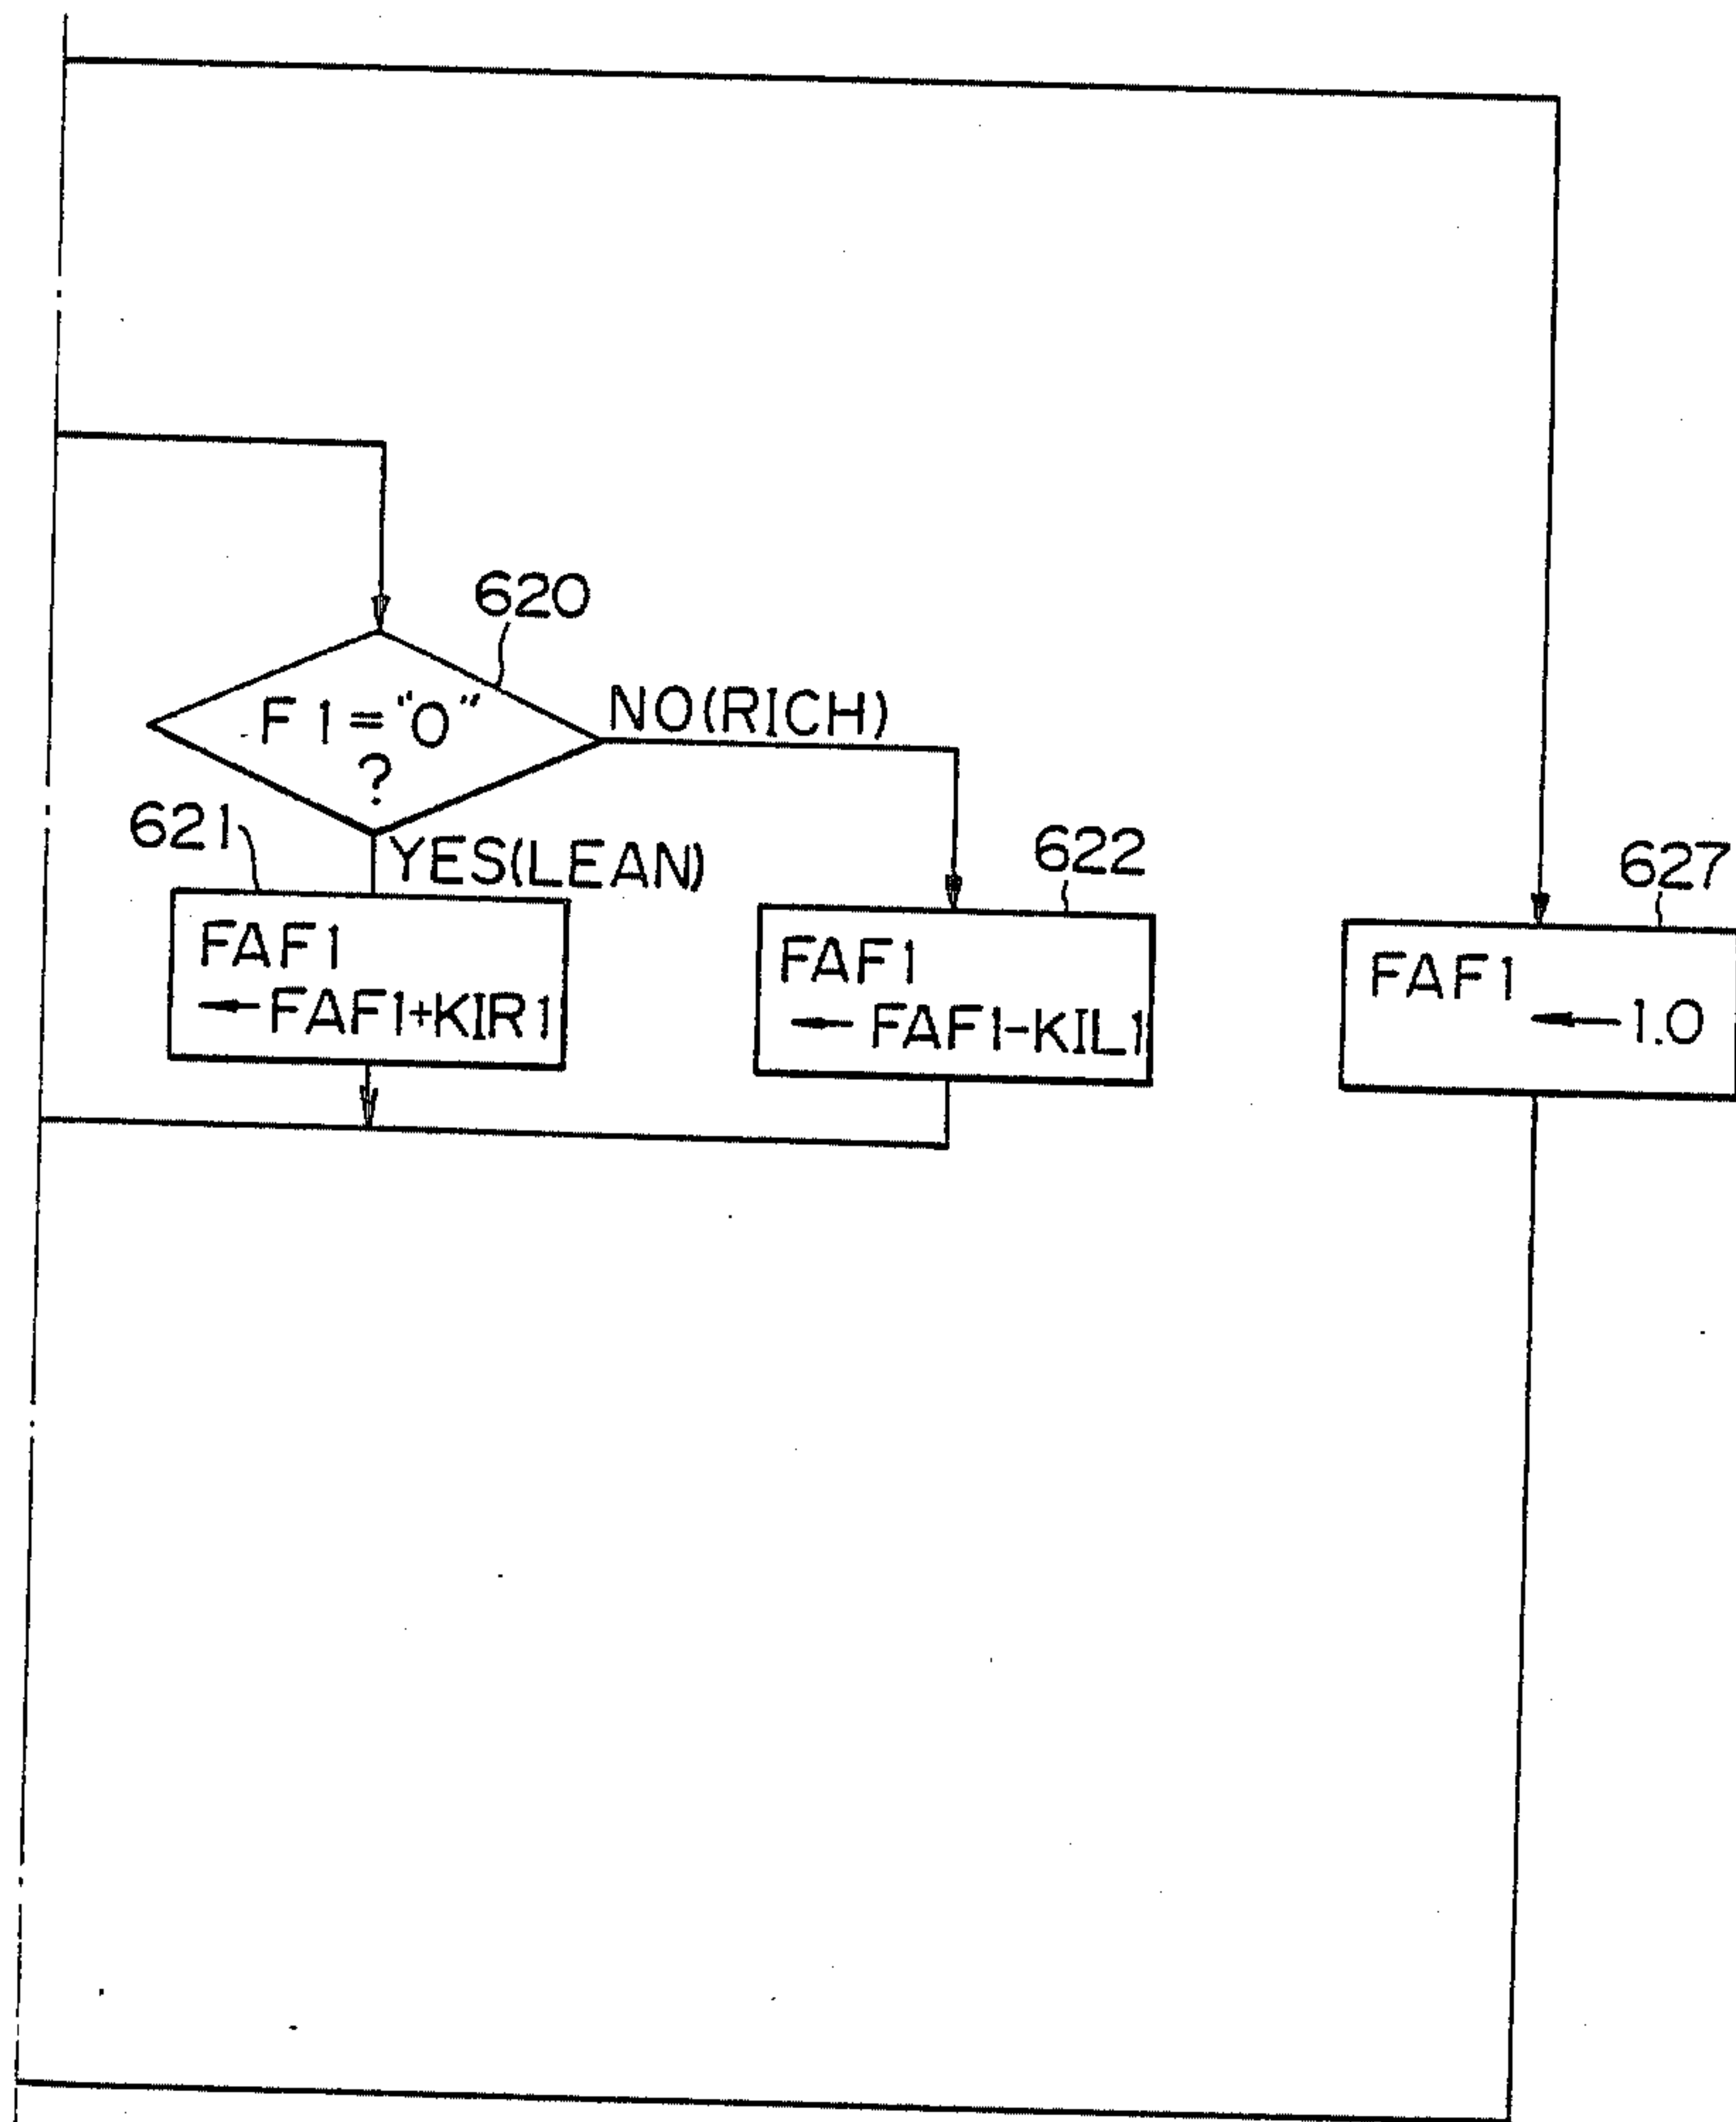 620
F1="0"
?
NO(RICH)
621
YES(LEAN)
622
627
FAF1
←FAF1+KIR1
FAF1
← FAF1-KIL1
FAF1
←1.0